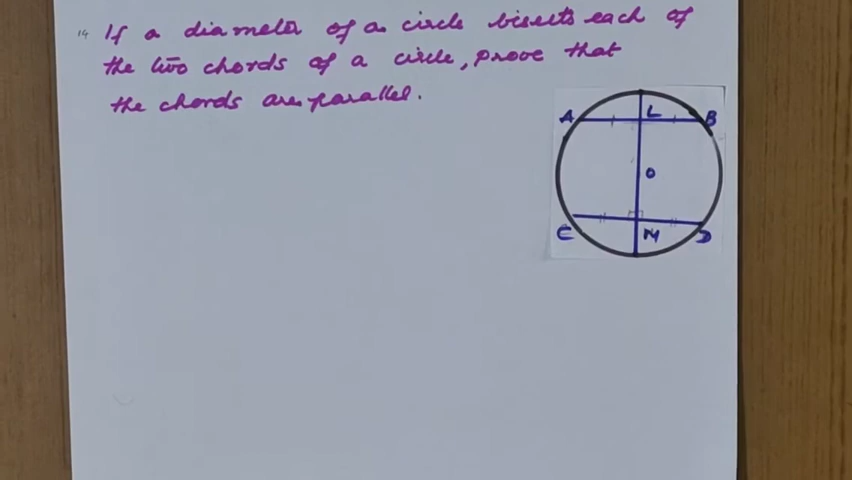 14 If a diameter of a circle bisects each of
the two chords of a circle, prove that
the chords are parallel.
A L B
O
C M D